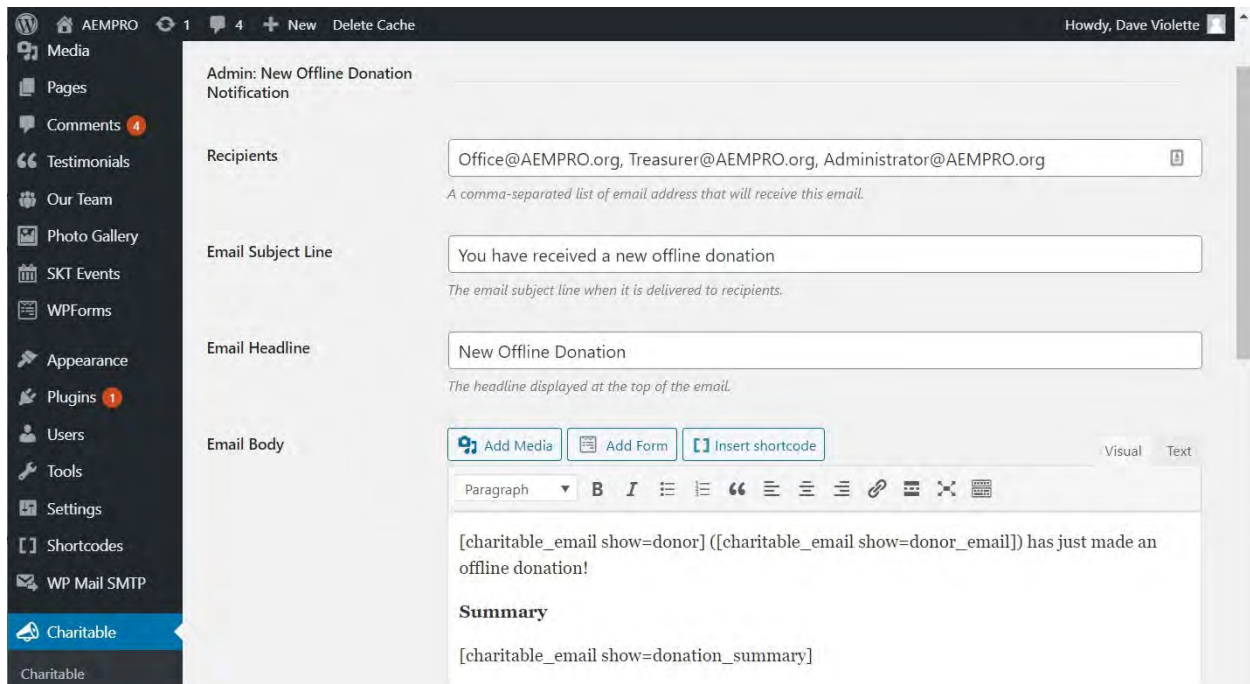 AEMPRO 1 4 + New Delete Cache Howdy, Dave Violette
Media
Pages
Comments 4
Testimonials
Our Team
Photo Gallery
SKT Events
WPForms
Appearance
Plugins 1
Users
Tools
Settings
Shortcodes
WP Mail SMTP
Charitable
Charitable
Admin: New Offline Donation
Notification
Recipients
Office@AEMPRO.org, Treasurer@AEMPRO.org, Administrator@AEMPRO.org
A comma-separated list of email address that will receive this email.
Email Subject Line
You have received a new offline donation
The email subject line when it is delivered to recipients.
Email Headline
New Offline Donation
The headline displayed at the top of the email.
Email Body
Add Media Add Form [ ] Insert shortcode Visual Text
Paragraph B I
[charitable_email show=donor] ([charitable_email show=donor_email]) has just made an
offline donation!
Summary
[charitable_email show=donation_summary]